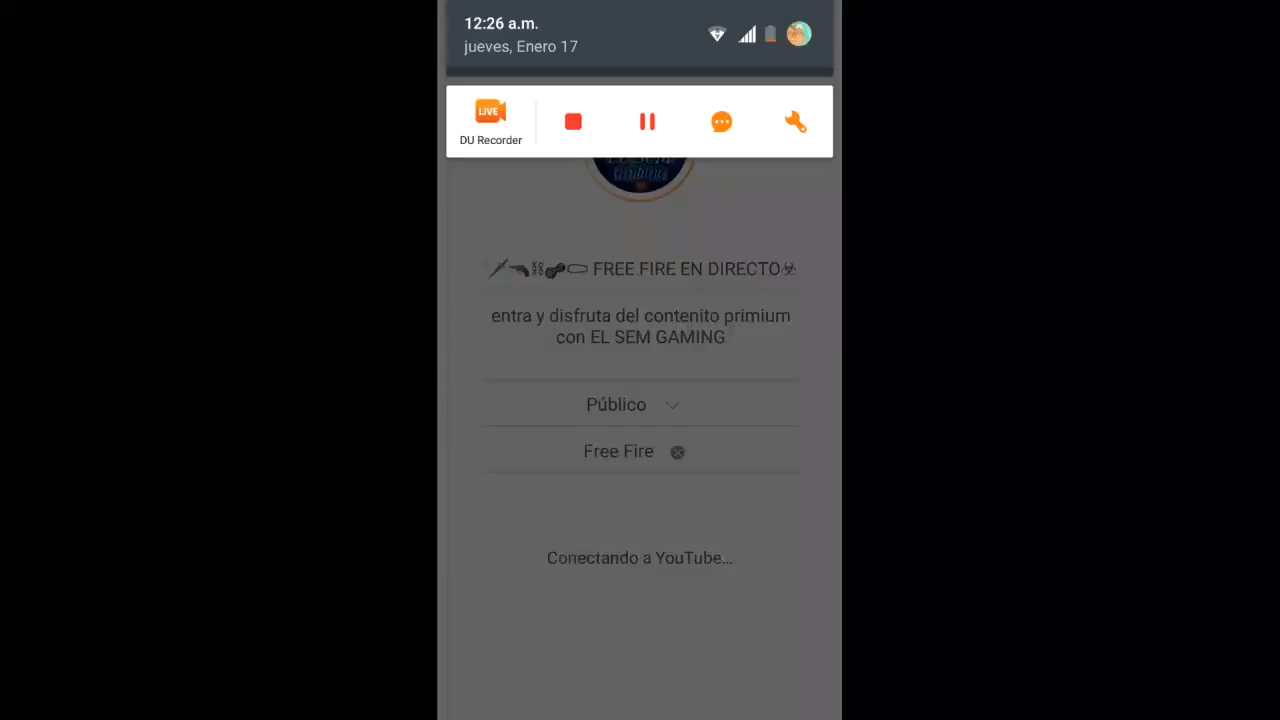 12:26 a.m.
jueves, Enero 17
LIVE
DU Recorder
GAMING
FREE FIRE EN DIRECTO
entra y disfruta del contenito primium
con EL SEM GAMING
Público
Free Fire
Conectando a YouTube...